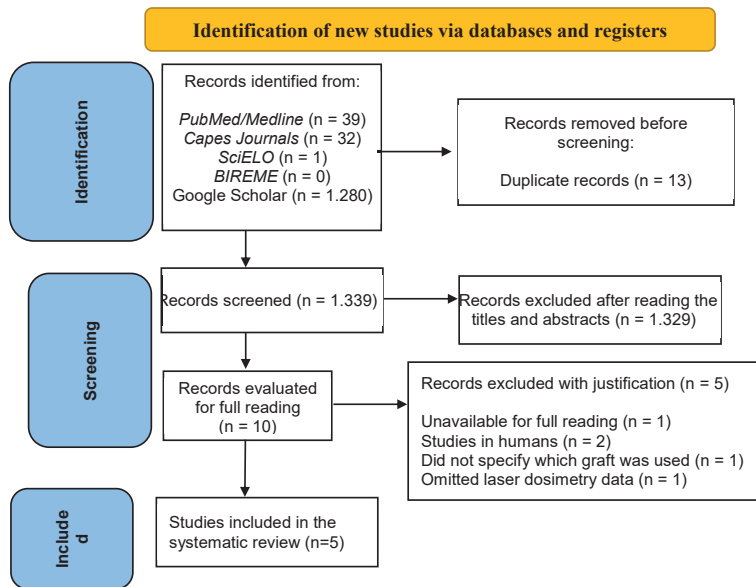 Identification of new studies via databases and registers
Identification
Records identified from:
PubMed/Medline (n = 39)
Capes Journals (n = 32)
SciELO (n = 1)
BIREME (n = 0)
Google Scholar (n = 1.280)
Records removed before
screening:
Duplicate records (n = 13)
Screening
Records screened (n = 1.339)
Records excluded after reading the
titles and abstracts (n = 1.329)
Records evaluated
for full reading
(n = 10)
Records excluded with justification (n = 5)
Unavailable for full reading (n = 1)
Studies in humans (n = 2)
Did not specify which graft was used (n = 1)
Omitted laser dosimetry data (n = 1)
Include
d
Studies included in the
systematic review (n=5)